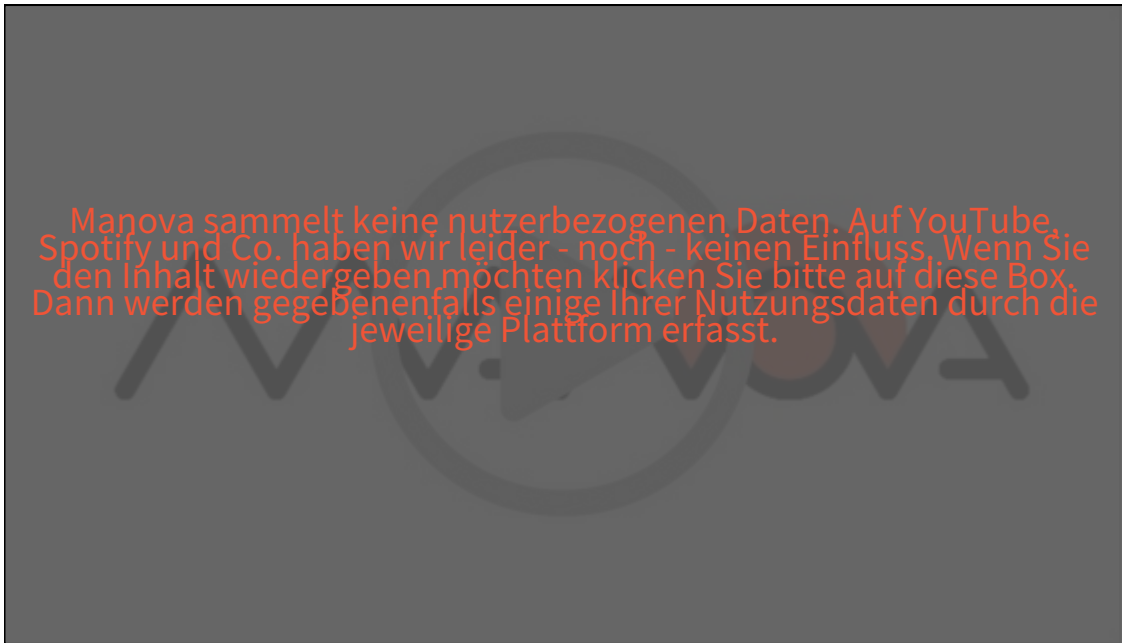 Manova sammelt keine nutzerbezogenen Daten. Auf YouTube,
Spotify und Co. haben wir leider - noch - keinen Einfluss. Wenn Sie
den Inhalt wiedergeben möchten klicken Sie bitte auf diese Box.
Dann werden gegebenenfalls einige Ihrer Nutzungsdaten durch die
jeweilige Plattform erfasst.
MANOVA